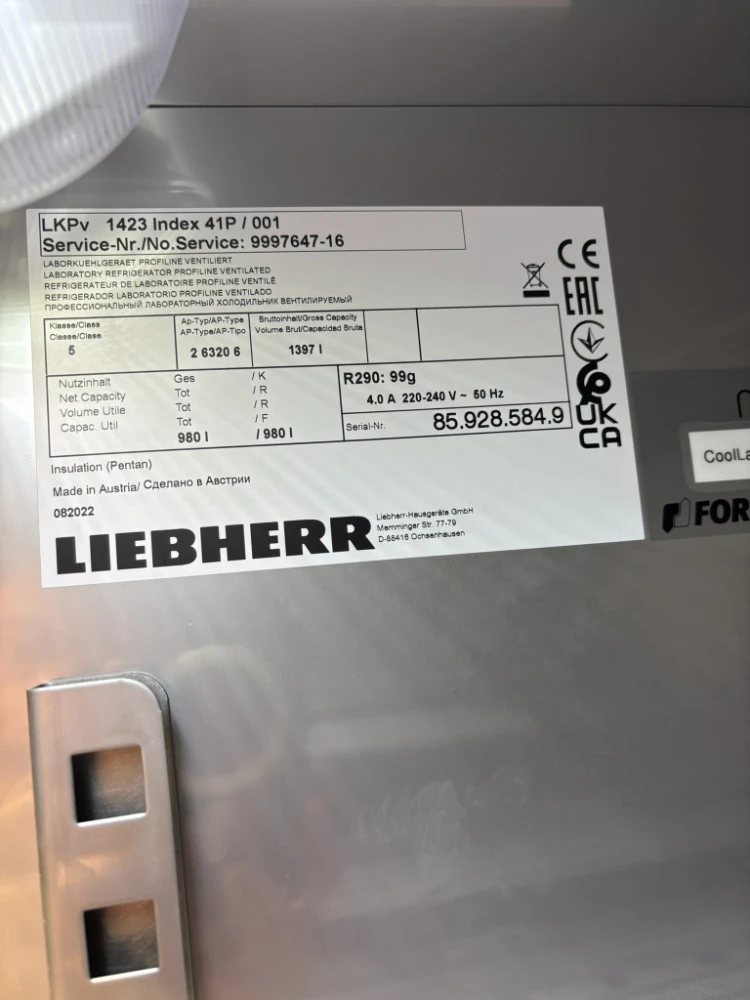 LKPv 1423 Index 41P / 001
Service-Nr./No.Service: 9997647-16
LABORKUEHLGERAET PROFILINE VENTILIERT
LABORATORY REFRIGERATOR PROFILINE VENTILATED
REFRIGERATEUR DE LABORATOIRE PROFILINE VENTILÉ
REFRIGERADOR LABORATORIO PROFILINE VENTILADO
ПРОФЕССИОНАЛЬНЫЙ ЛАБОРАТОРНЫЙ ХОЛОДИЛЬНИК ВЕНТИЛИРУЕМЫЙ
CE
EAC
UK
CA
Klasse/Class
Classe/Clase
5
Ap-Typ/AP-Type
AP-Type/AP-Tipo
2 6320 6
Bruttoinhalt/Gross Capacity
Volume Brut/Capacidad Bruta
1397 l
Nutzinhalt Ges / K
Net.Capacity Tot / R
Volume Utile Tot / R
Capac. Util Tot / F
980 l / 980 l
R290: 99g
4.0 A 220-240 V ~ 50 Hz
Serial-Nr. 85.928.584.9
Insulation (Pentan)
Made in Austria/ Сделано в Австрии
082022
LIEBHERR
Liebherr-Hausgeräte GmbH
Memminger Str. 77-79
D-88416 Ochsenhausen
CoolLa
FOR